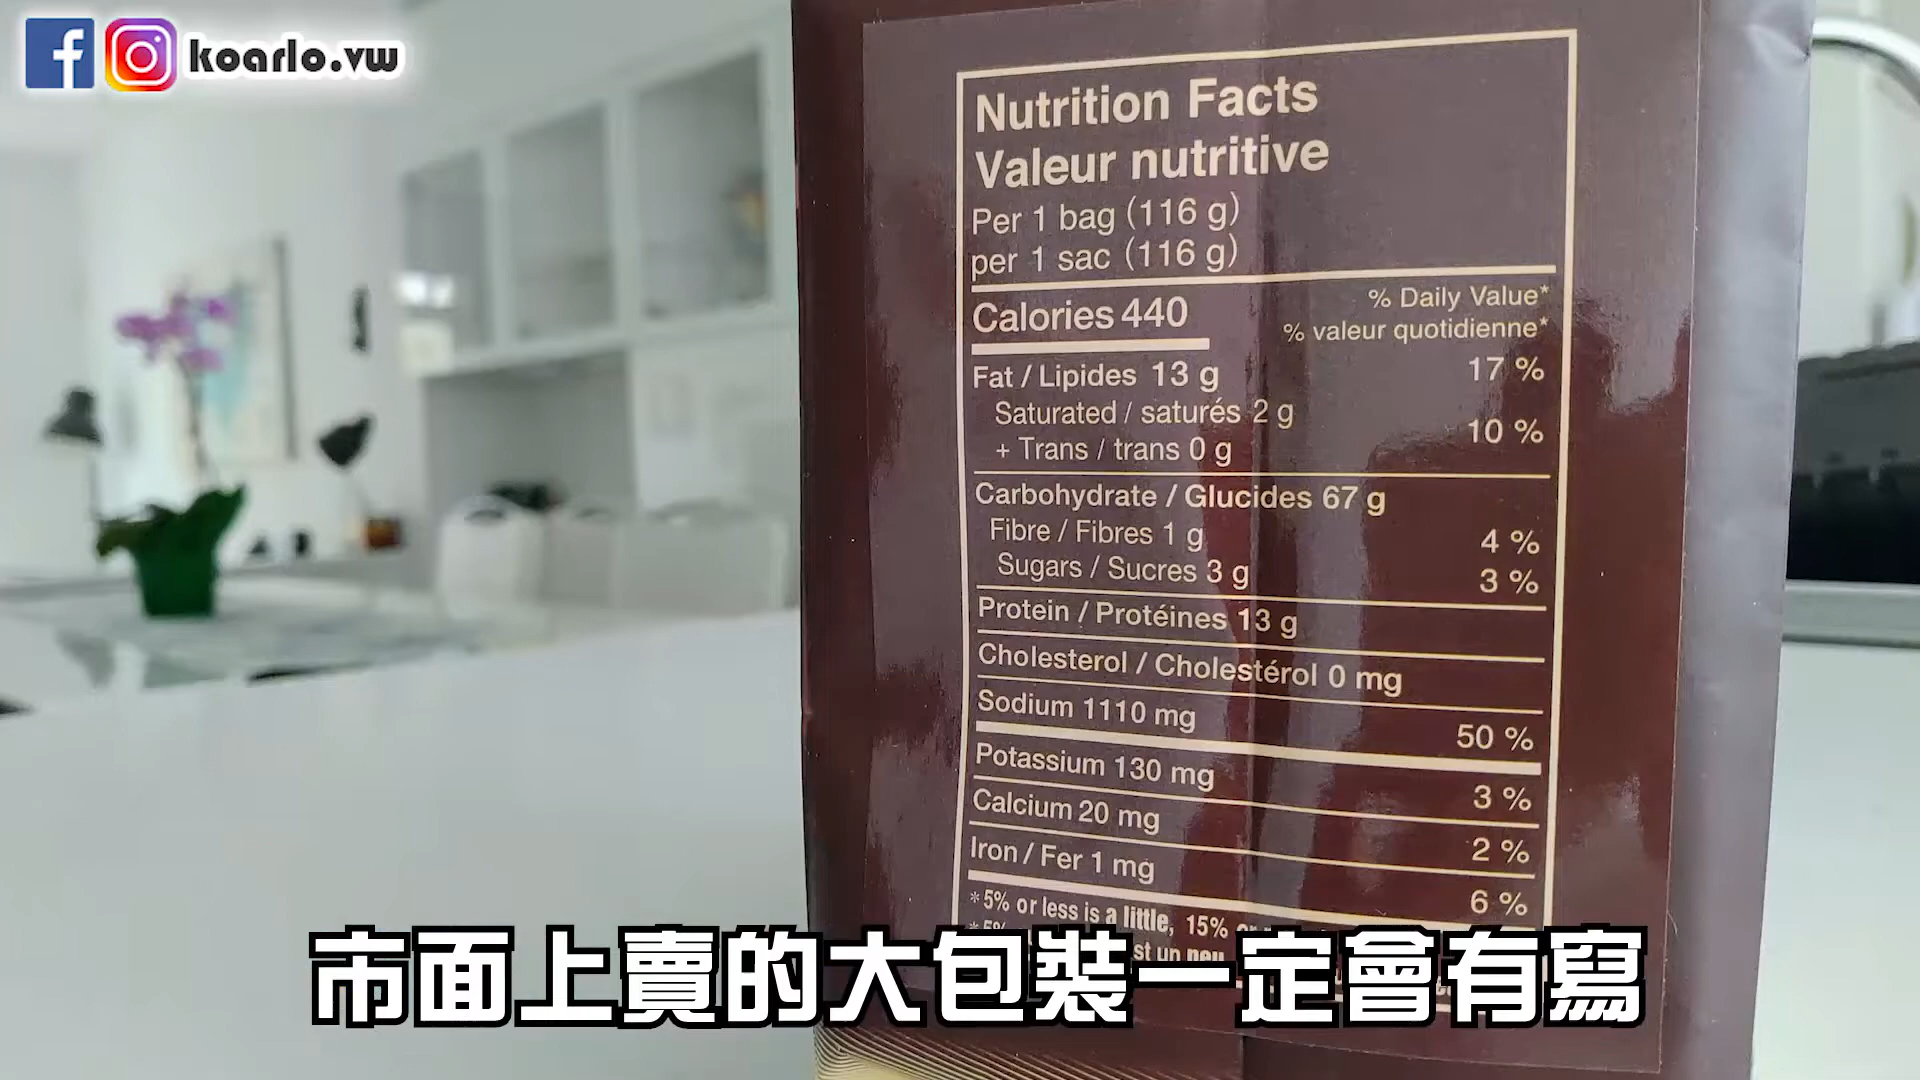 koarlo.vw
Nutrition Facts
Valeur nutritive
Per 1 bag (116 g)
per 1 sac (116 g)
Calories 440
% Daily Value*
% valeur quotidienne*
Fat / Lipides 13 g 17 %
Saturated / saturés 2 g
+ Trans / trans 0 g 10 %
Carbohydrate / Glucides 67 g
Fibre / Fibres 1 g 4 %
Sugars / Sucres 3 g 3 %
Protein / Protéines 13 g
Cholesterol / Cholestérol 0 mg
Sodium 1110 mg 50 %
Potassium 130 mg 3 %
Calcium 20 mg 2 %
Iron / Fer 1 mg 6 %
*5% or less is a little, 15%
st un peu
市面上賣的大包裝一定會有寫